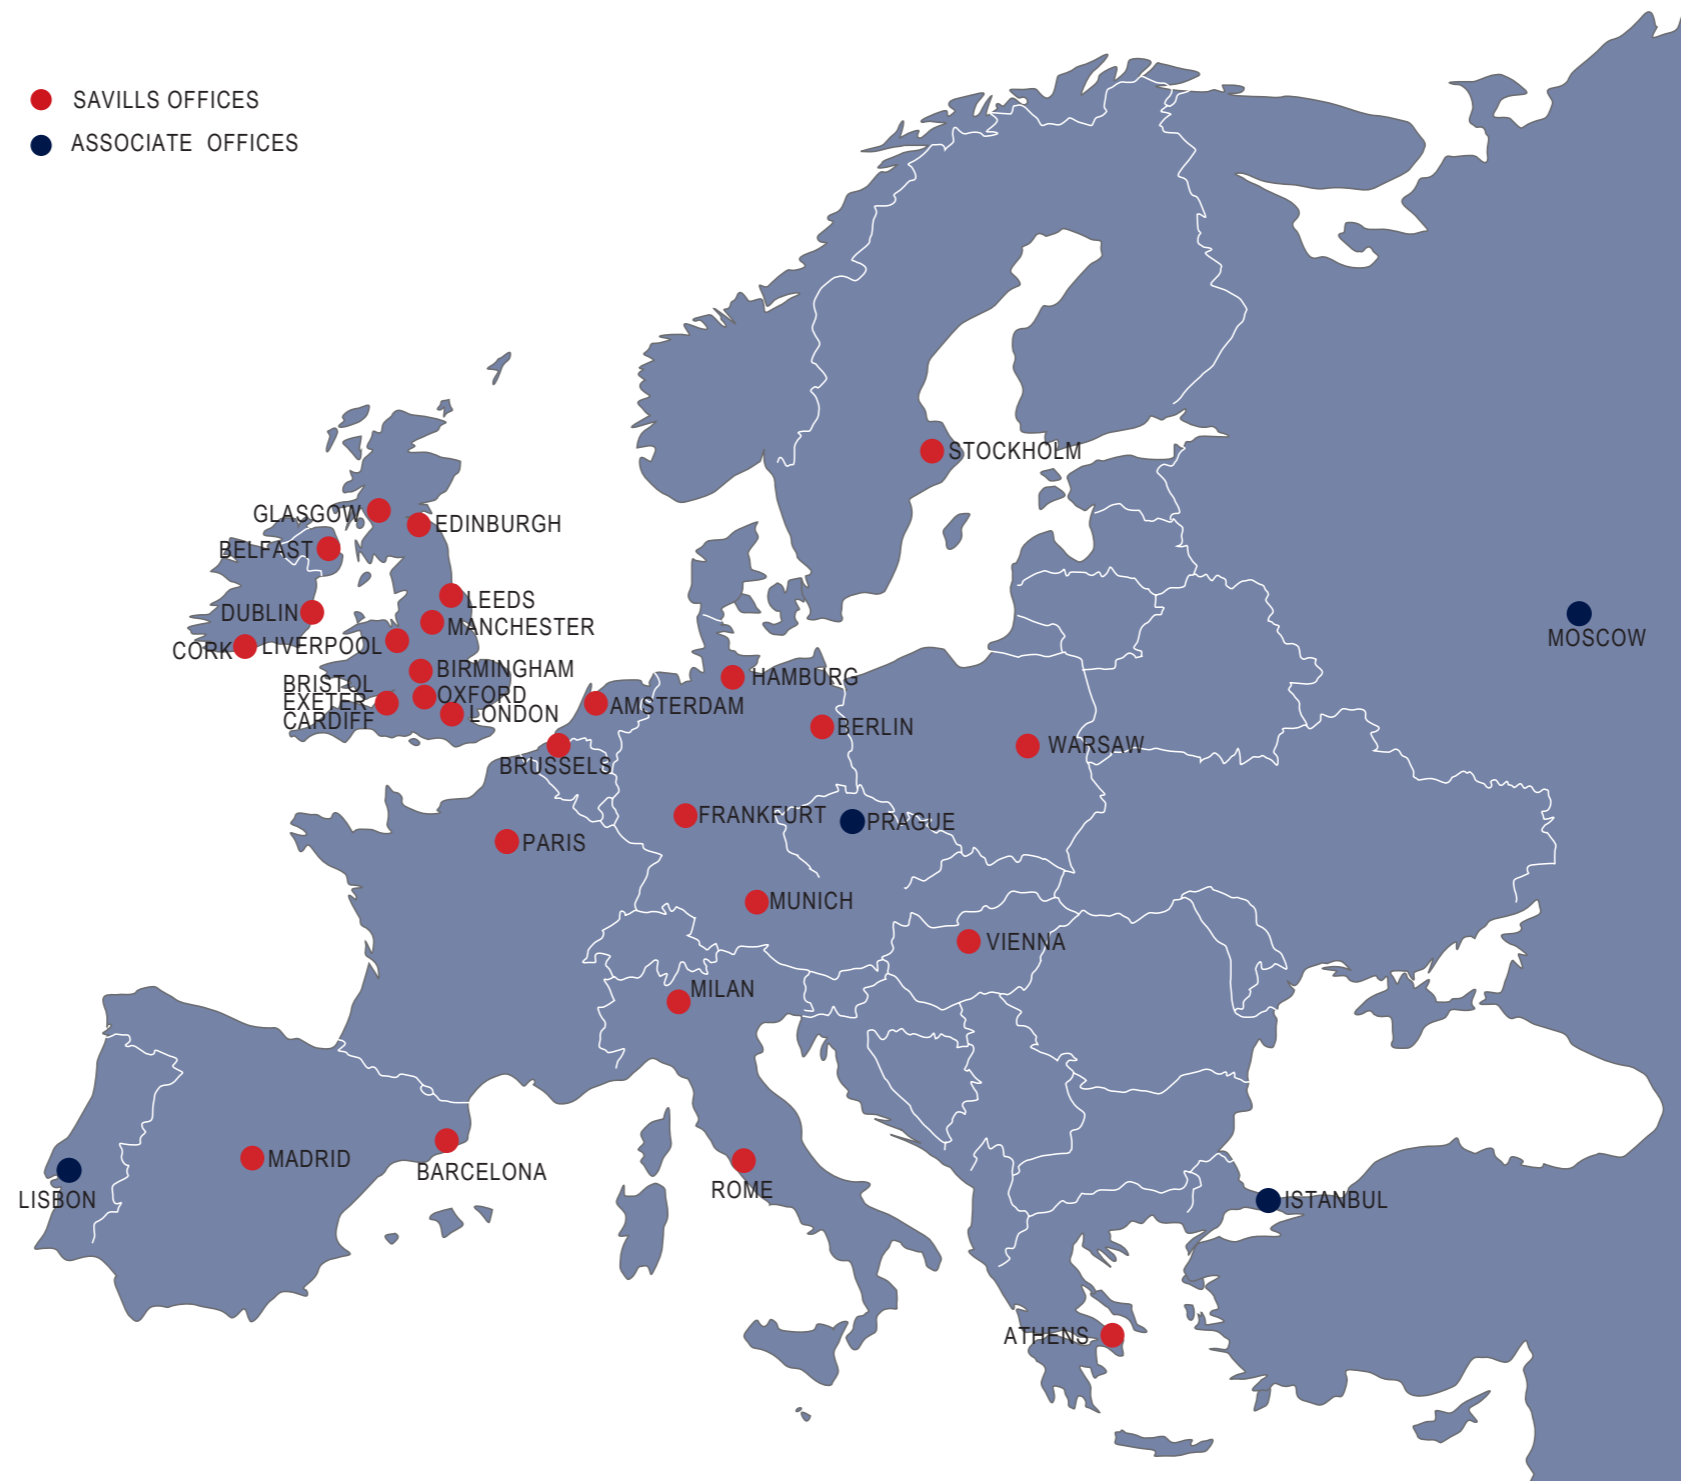 SAVILLS OFFICES
ASSOCIATE OFFICES
STOCKHOLM
GLASGOW
EDINBURGH
BELFAST
LEEDS
DUBLIN
MANCHESTER
MOSCOW
CORK
LIVERPOOL
BIRMINGHAM
HAMBURG
BRISTOL
OXFORD
EXETER
AMSTERDAM
LONDON
CARDIFF
BERLIN
WARSAW
BRUSSELS
FRANKFURT
PRAGUE
PARIS
MUNICH
VIENNA
MILAN
MADRID
BARCELONA
ROME
LISBON
ISTANBUL
ATHENS